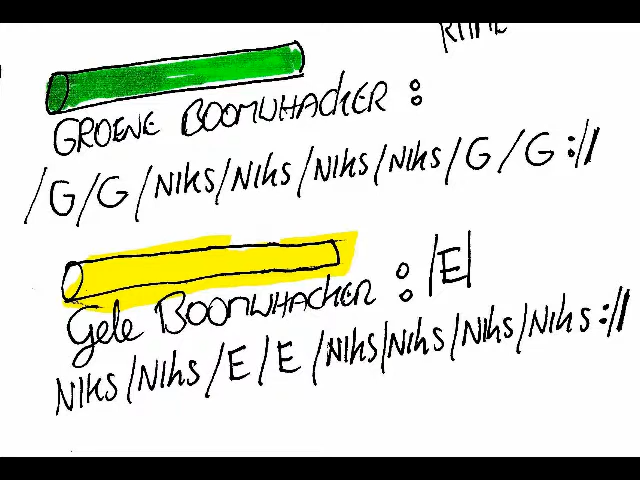 GROENE BOOMWHACKER :
/G/G/NIKS/NIKS/NIKS/NIKS/G/G://
Gele BOOMWHACKER : |E|
NIKS/NIKS/E/E/NIKS/NIKS/NIKS/NIKS://